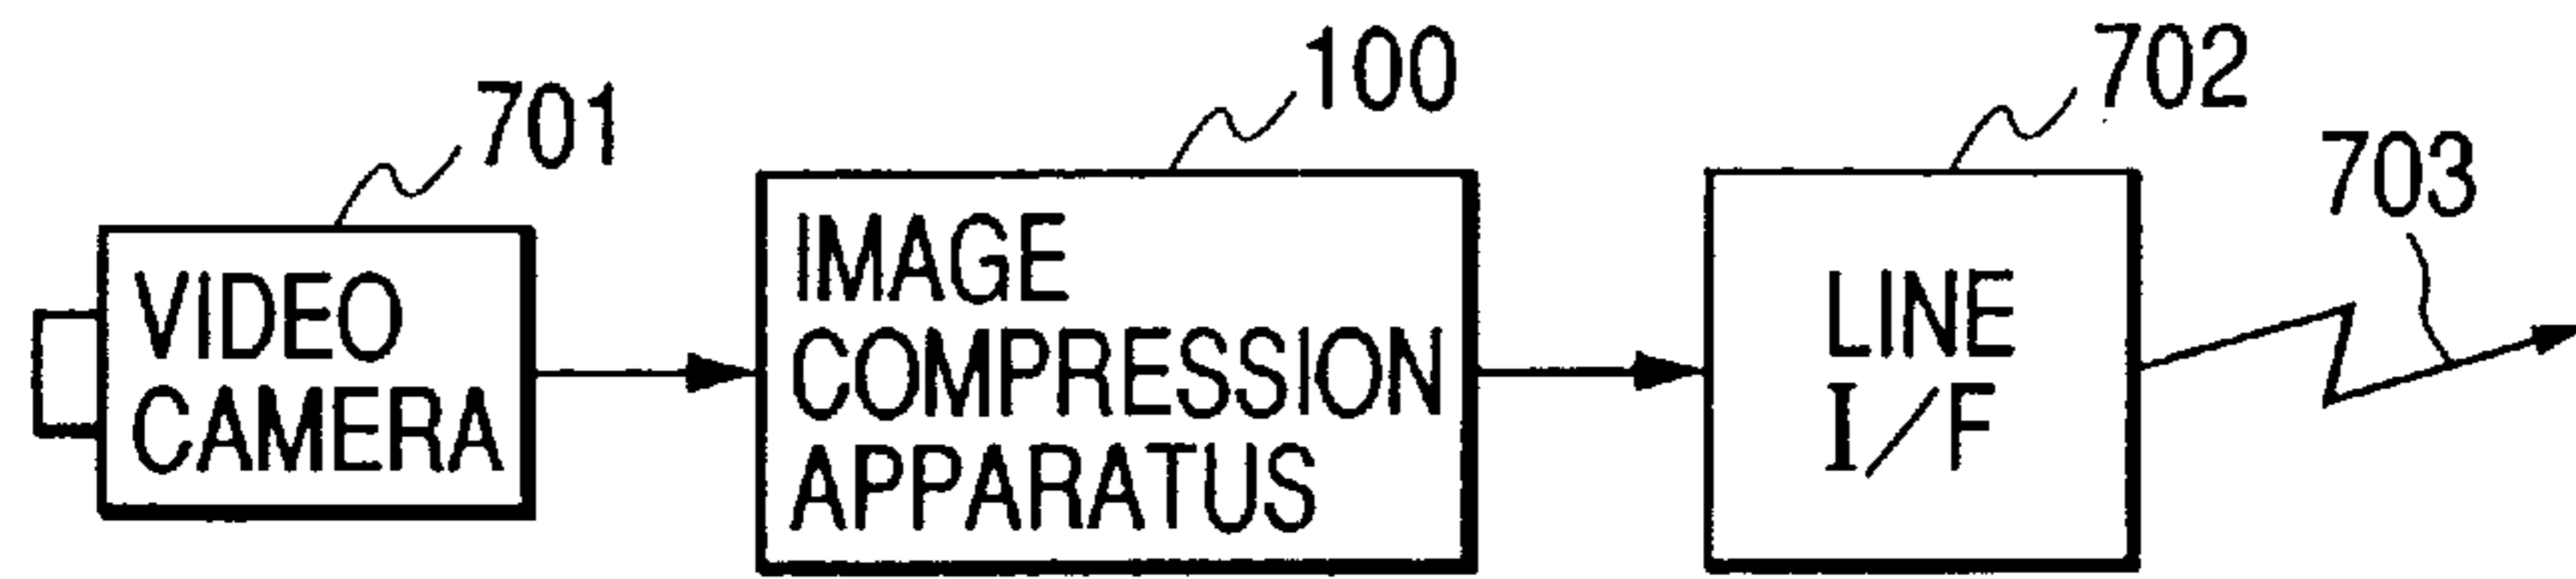 701
VIDEO
CAMERA
100
IMAGE
COMPRESSION
APPARATUS
702
LINE
I/F
703